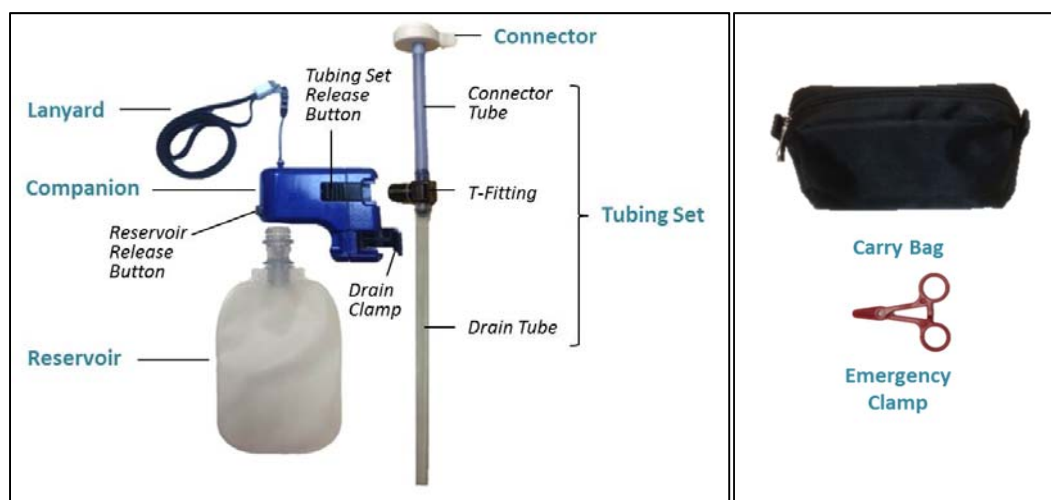 Connector
Tubing Set
Release
Button
Connector
Tube
Lanyard
Companion
T-Fitting
Tubing Set
Reservoir
Release
Button
Drain
Clamp
Drain Tube
Reservoir
Carry Bag
Emergency
Clamp